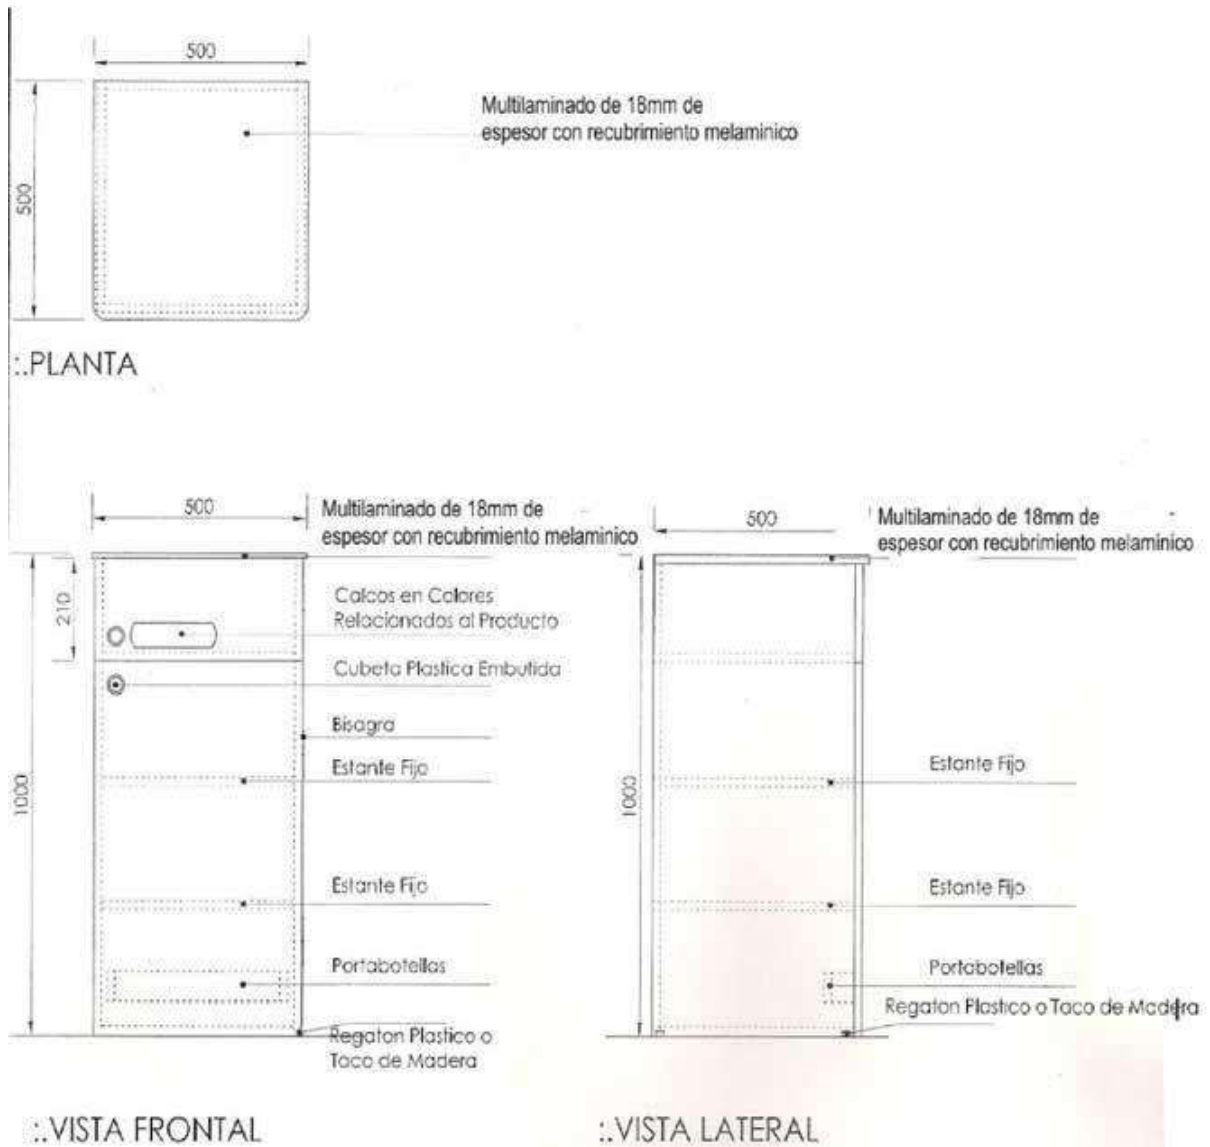 500
Multilaminado de 18mm de
espesor con recubrimiento melaminico
500
:.PLANTA
500
Multilaminado de 18mm de
espesor con recubrimiento melaminico
210
Calcos en Colores
Relacionados al Producto
Cubeta Plastica Embutida
Bisagra
Estante Fijo
1000
Estante Fijo
Portabotellas
Regaton Plastico o
Taco de Madera
:.VISTA FRONTAL
500
Multilaminado de 18mm de
espesor con recubrimiento melaminico
Estante Fijo
1000
Estante Fijo
Portabotellas
Regaton Plastico o Taco de Madera
:.VISTA LATERAL